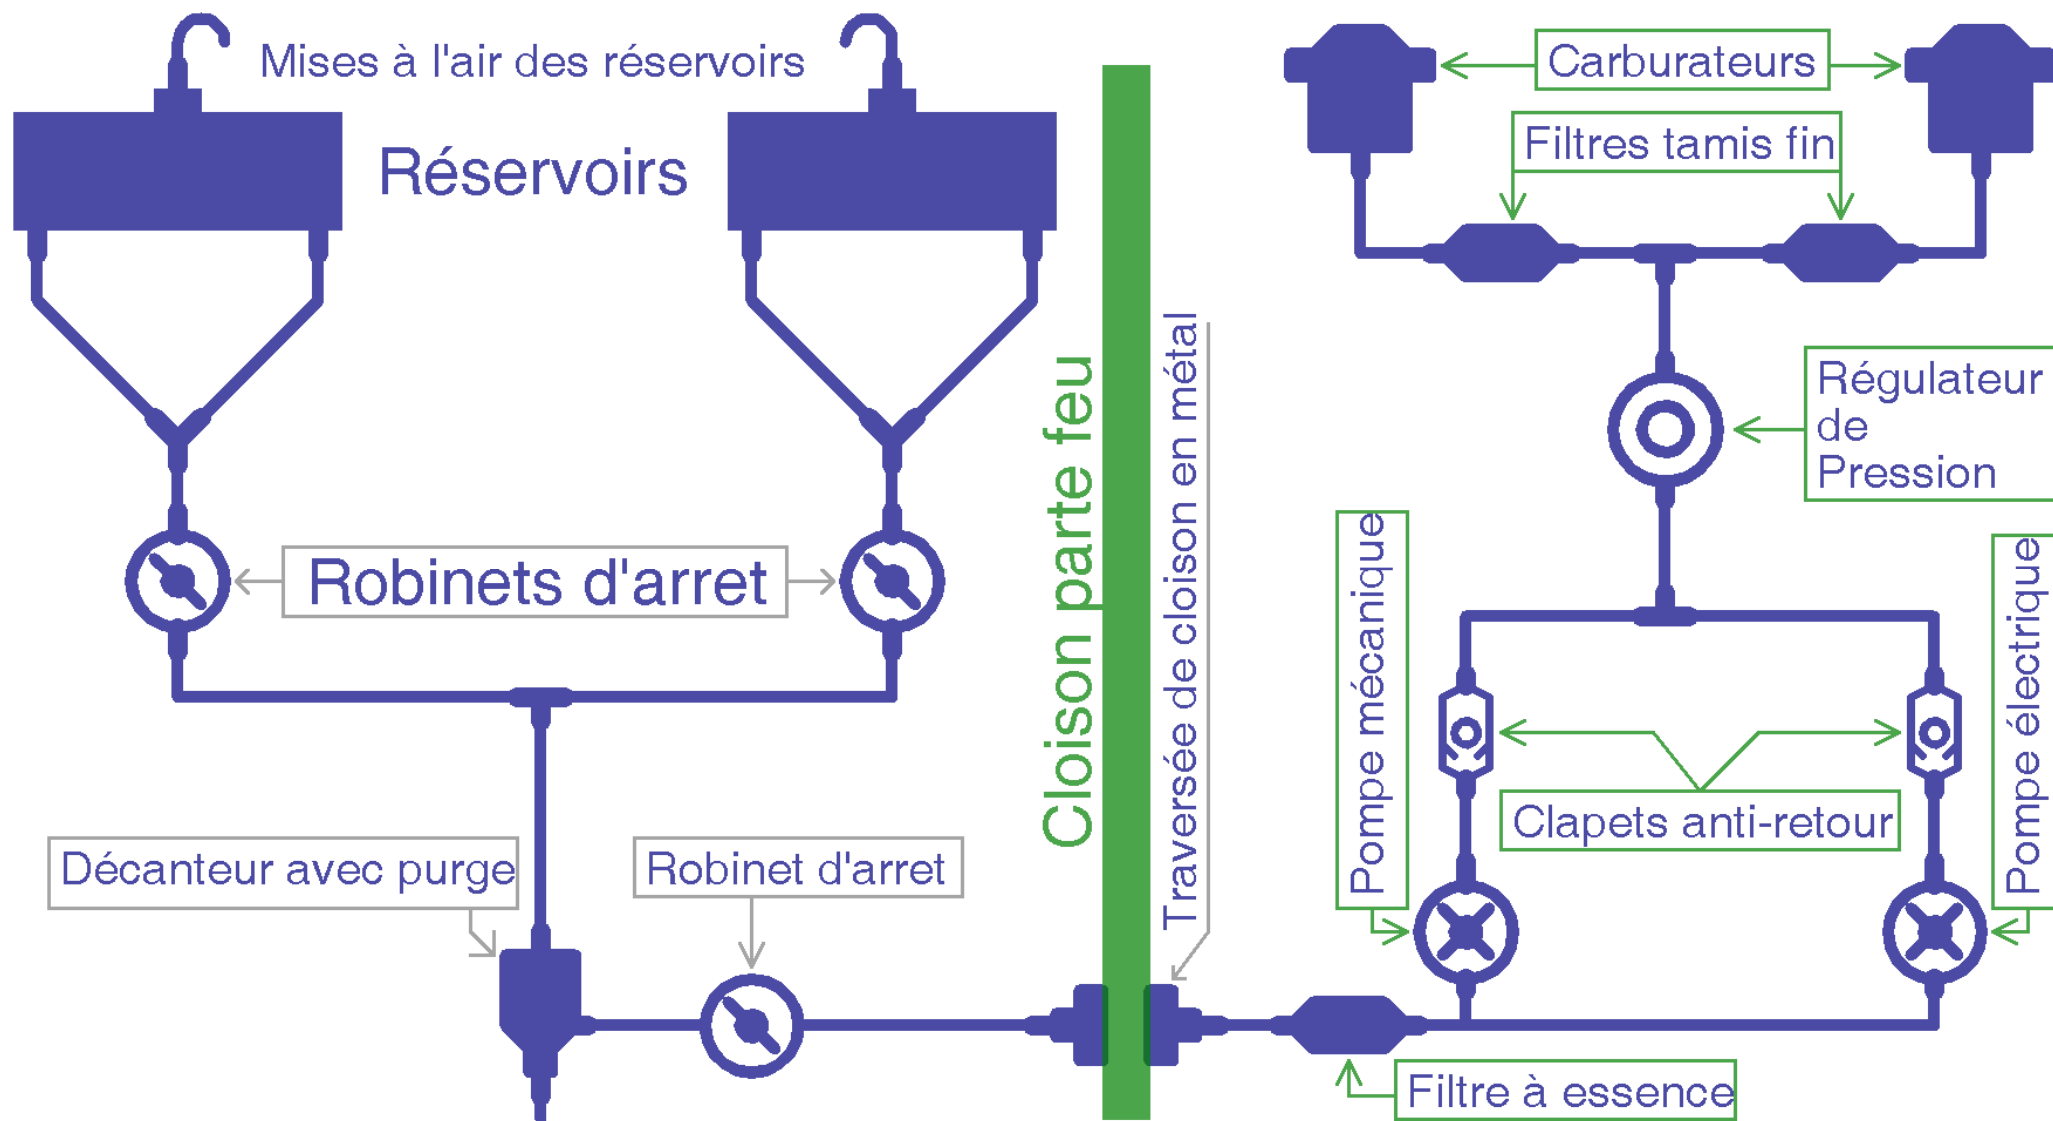 Mises à l'air des réservoirs
Réservoirs
Robinets d'arret
Décanteur avec purge
Robinet d'arret
Cloison parte feu
Traversée de cloison en métal
Carburateurs
Filtres tamis fin
Régulateur
de
Pression
Pompe mécanique
Pompe électrique
Clapets anti-retour
Filtre à essence